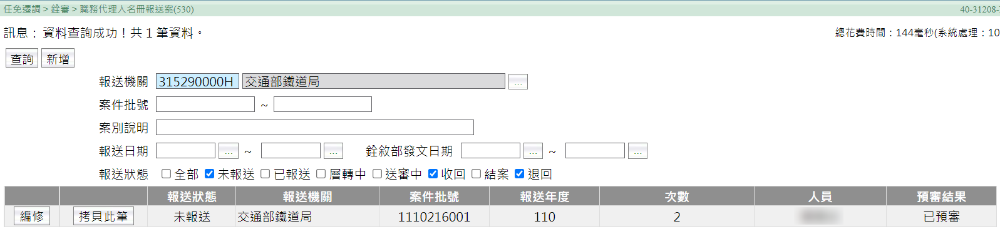 任免遷調 > 銓審 > 職務代理人名冊報送案(530) 40-31208-
訊息： 資料查詢成功！共 1 筆資料。 總花費時間：144毫秒(系統處理：10
查詢 新增
報送機關 315290000H 交通部鐵道局 ...
案件批號 ~
案別說明
報送日期 ... ~ ... 銓敘部發文日期 ... ~ ...
報送狀態 全部 未報送 已報送 層轉中 送審中 收回 結案 退回
報送狀態 報送機關 案件批號 報送年度 次數 人員 預審結果
編修 拷貝此筆 未報送 交通部鐵道局 1110216001 110 2 已預審